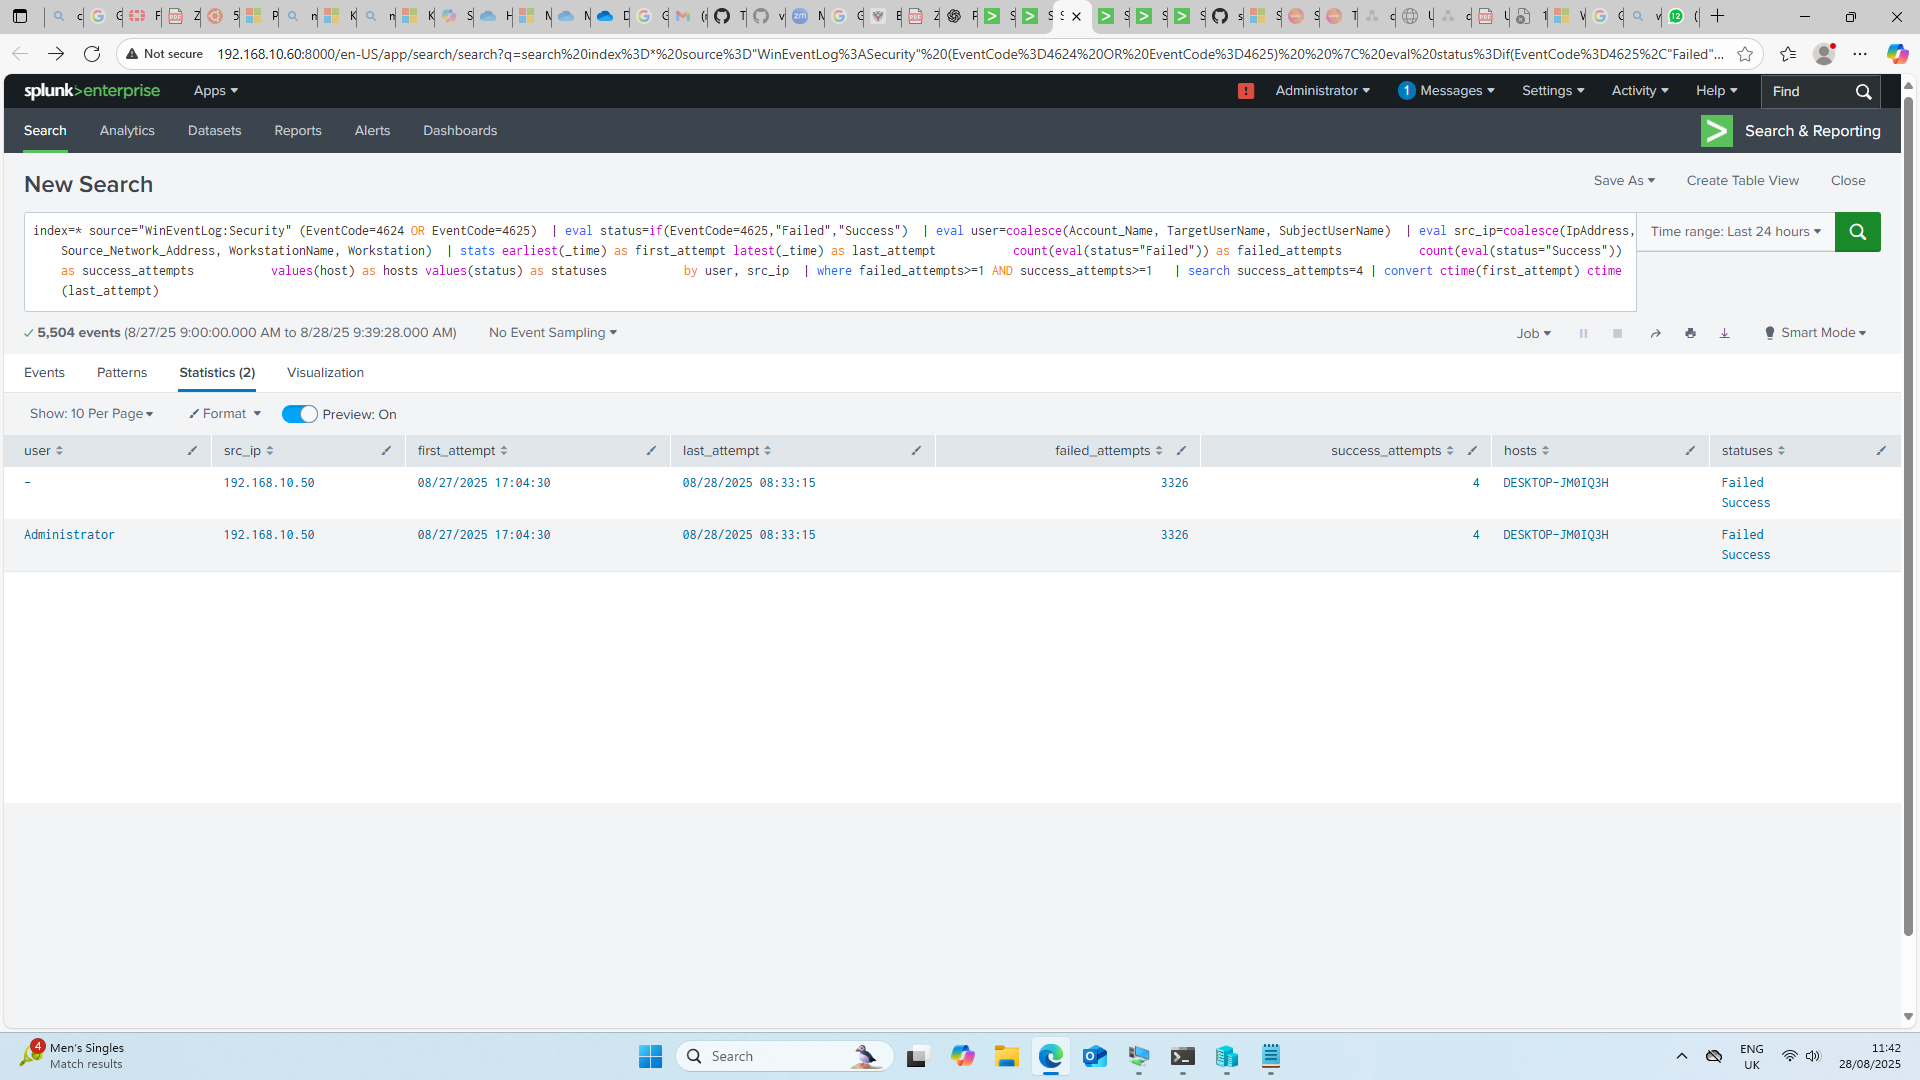 Not secure
192.168.10.60:8000/en-US/app/search/search?q=search%20index%3D*%20source%3D"WinEventLog%3ASecurity"%20(EventCode%3D4624%20OR%20EventCode%3D4625)%20%20%7C%20eval%20status%3Dif(EventCode%3D4625%2C"Failed"...
splunk>enterprise Apps Administrator 1 Messages Settings Activity Help Find
Search Analytics Datasets Reports Alerts Dashboards Search & Reporting
New Search Save As Create Table View Close
index=* source="WinEventLog:Security" (EventCode=4624 OR EventCode=4625) | eval status=if(EventCode=4625,"Failed","Success") | eval user=coalesce(Account_Name, TargetUserName, SubjectUserName) | eval src_ip=coalesce(IpAddress,
Source_Network_Address, WorkstationName, Workstation) | stats earliest(_time) as first_attempt latest(_time) as last_attempt count(eval(status="Failed")) as failed_attempts count(eval(status="Success"))
as success_attempts values(host) as hosts values(status) as statuses by user, src_ip | where failed_attempts>=1 AND success_attempts>=1 | search success_attempts=4 | convert ctime(first_attempt) ctime
(last_attempt)
Time range: Last 24 hours
5,504 events (8/27/25 9:00:00.000 AM to 8/28/25 9:39:28.000 AM) No Event Sampling Job Smart Mode
Events Patterns Statistics (2) Visualization
Show: 10 Per Page Format Preview: On
user src_ip first_attempt last_attempt failed_attempts success_attempts hosts statuses
- 192.168.10.50 08/27/2025 17:04:30 08/28/2025 08:33:15 3326 4 DESKTOP-JM0IQ3H Failed
Success
Administrator 192.168.10.50 08/27/2025 17:04:30 08/28/2025 08:33:15 3326 4 DESKTOP-JM0IQ3H Failed
Success
4 Men's Singles
Match results
Search
ENG
UK
11:42
28/08/2025